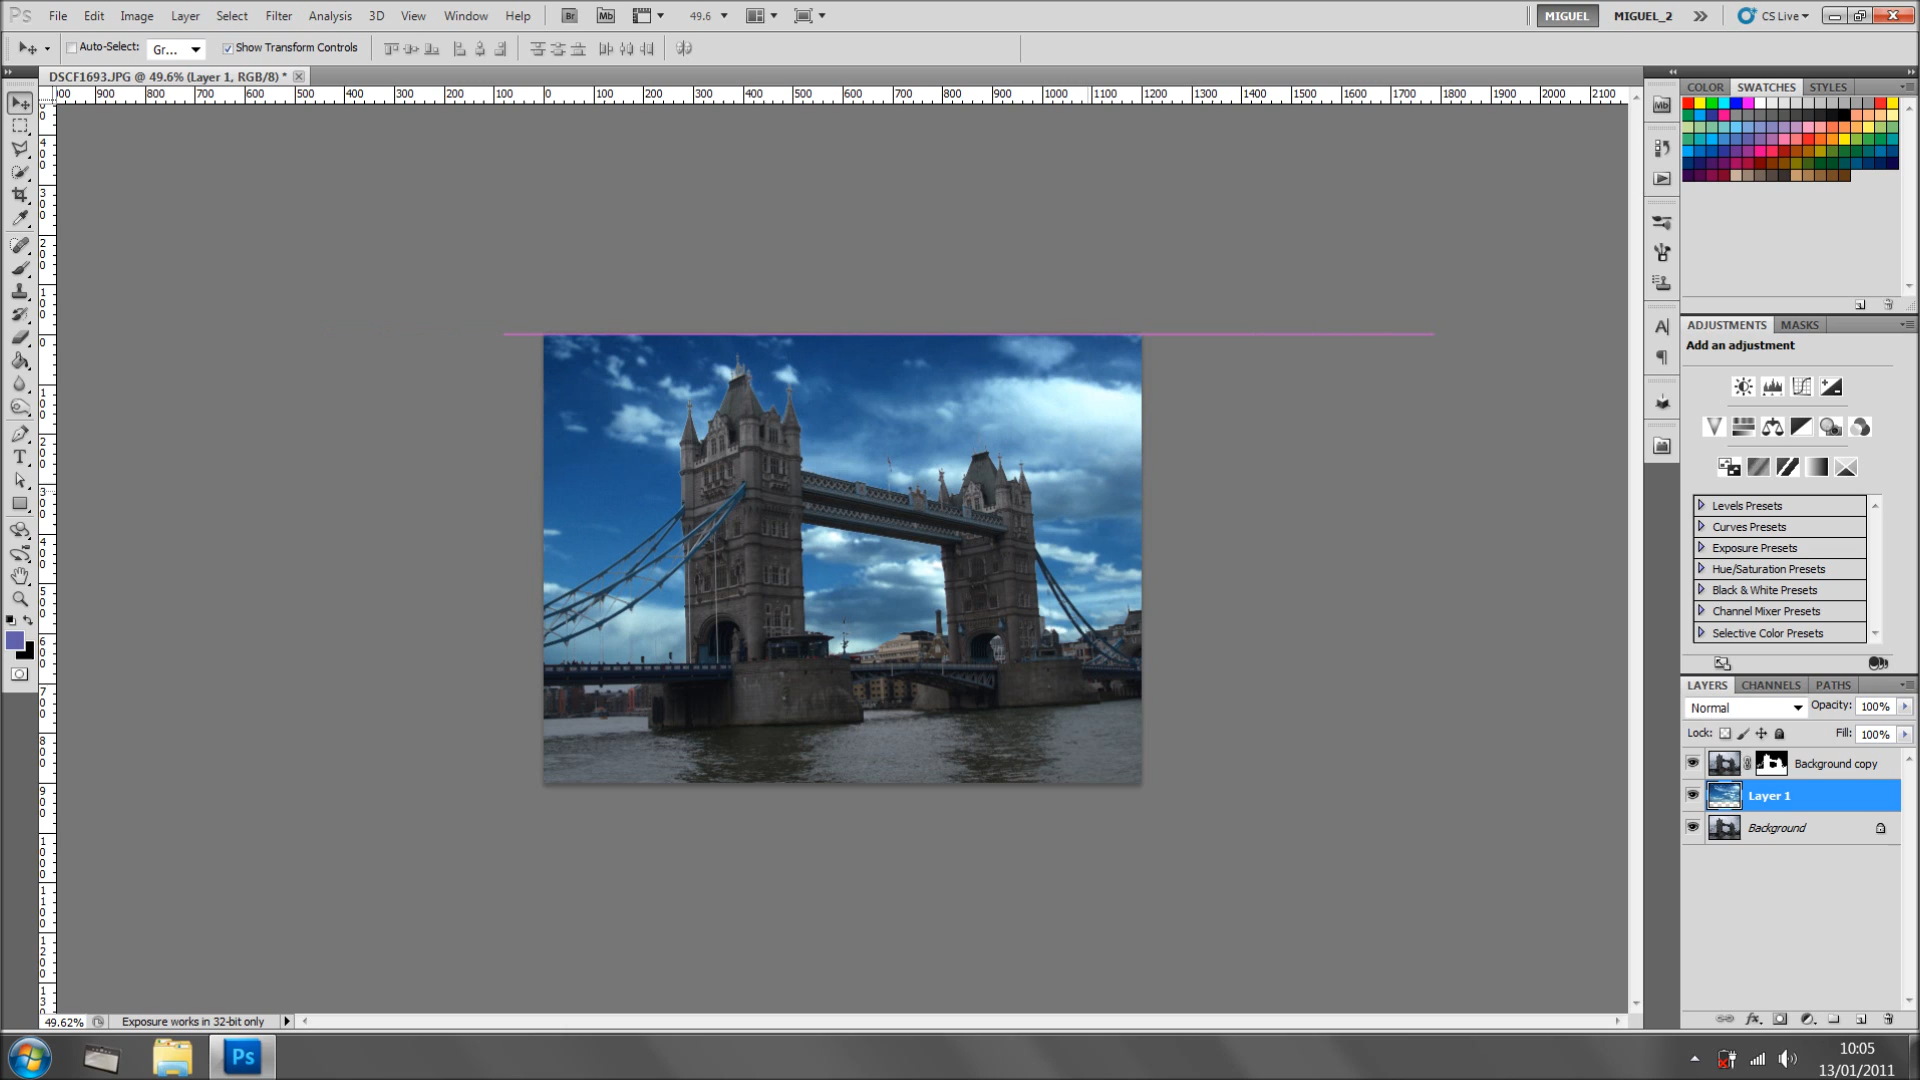 Ps File Edit Image Layer Select Filter Analysis 3D View Window Help Br Mb 49.6 MIGUEL MIGUEL_2 CS Live
Auto-Select: Gr... Show Transform Controls
DSCF1693.JPG @ 49.6% (Layer 1, RGB/8) *
900 800 700 600 500 400 300 200 100 0 100 200 300 400 500 600 700 800 900 1000 1100 1200 1300 1400 1500 1600 1700 1800 1900 2000 2100
COLOR SWATCHES STYLES
Mb
ADJUSTMENTS MASKS
Add an adjustment
Levels Presets
Curves Presets
Exposure Presets
Hue/Saturation Presets
Black & White Presets
Channel Mixer Presets
Selective Color Presets
LAYERS CHANNELS PATHS
Normal Opacity: 100%
Lock: Fill: 100%
Background copy
Layer 1
Background
49.62% Exposure works in 32-bit only
Ps
10:05
13/01/2011